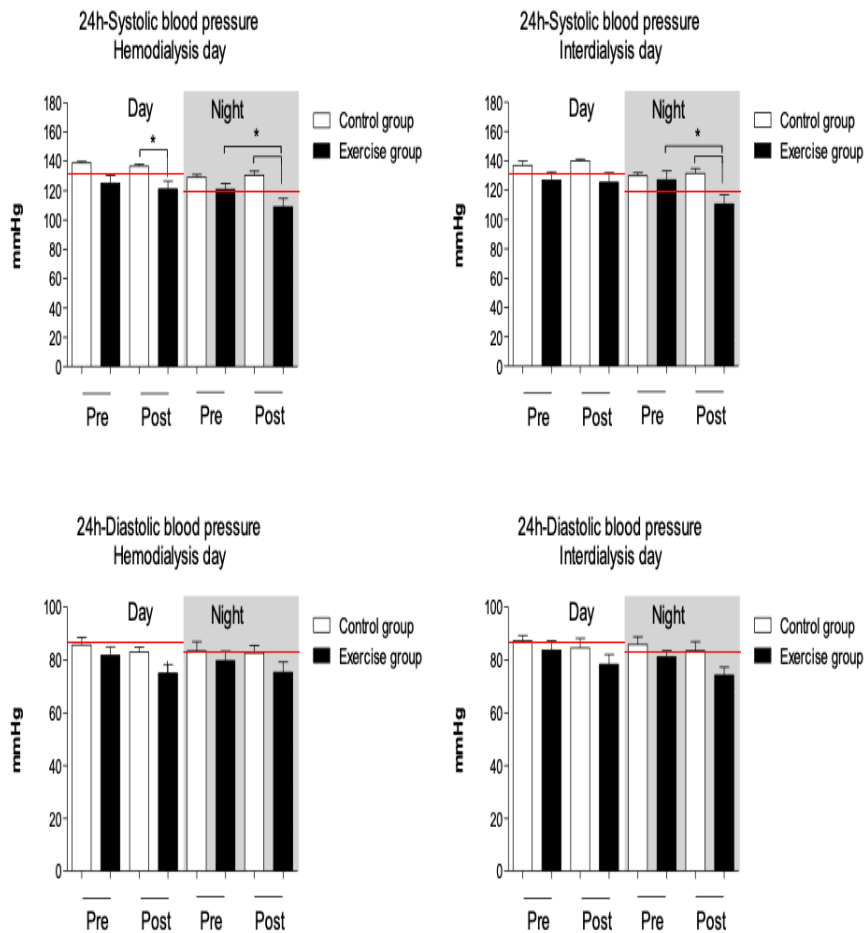 24h-Systolic blood pressure
Hemodialysis day
180
160
140
120
100
80
60
40
20
0
mmHg
Day
Night
*
*
Control group
Exercise group
Pre
Post
Pre
Post
24h-Systolic blood pressure
Interdialysis day
180
160
140
120
100
80
60
40
20
0
mmHg
Day
Night
*
Control group
Exercise group
Pre
Post
Pre
Post
24h-Diastolic blood pressure
Hemodialysis day
100
80
60
40
20
0
mmHg
Day
Night
Control group
Exercise group
Pre
Post
Pre
Post
24h-Diastolic blood pressure
Interdialysis day
100
80
60
40
20
0
mmHg
Day
Night
Control group
Exercise group
Pre
Post
Pre
Post